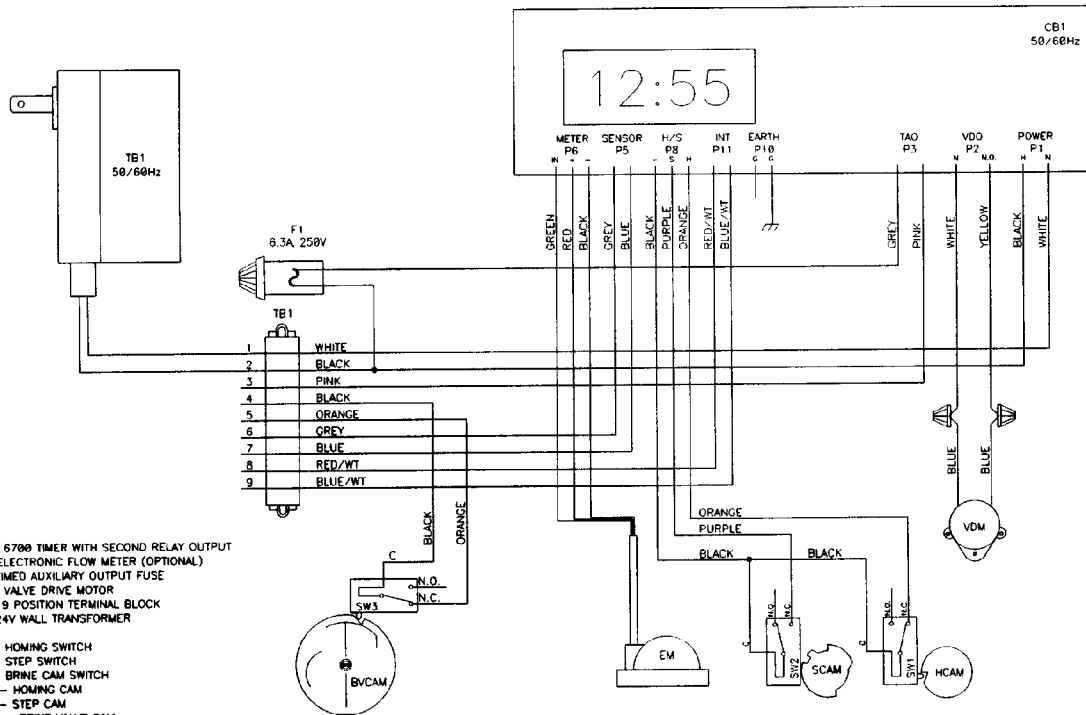 CB1
50/60Hz
12:55
METER SENSOR H/S INT EARTH TAO VDO POWER
P6 P5 P8 P11 P10 P3 P2 P1
IN + - - S H G G N N.O. H N
TB1
50/60Hz
GREEN
RED
BLACK
GREY
BLUE
BLACK
PURPLE
ORANGE
RED/WT
BLUE/WT
GREY
PINK
WHITE
YELLOW
BLACK
WHITE
F1
6.3A, 250V
TB1
1 WHITE
2 BLACK
3 PINK
4 BLACK
5 ORANGE
6 GREY
7 BLUE
8 RED/WT
9 BLUE/WT
BLACK
ORANGE
BLUE
BLUE
VDM
ORANGE
PURPLE
BLACK
BLACK
C
N.O.
N.C.
SW3
BVCAM
EM
N.O.
N.C.
C
SW2
SCAM
N.O.
N.C.
C
SW1
HCAM
6700 TIMER WITH SECOND RELAY OUTPUT
ELECTRONIC FLOW METER (OPTIONAL)
TIMED AUXILIARY OUTPUT FUSE
VALVE DRIVE MOTOR
9 POSITION TERMINAL BLOCK
24V WALL TRANSFORMER
HOMING SWITCH
STEP SWITCH
BRINE CAM SWITCH
- HOMING CAM
- STEP CAM